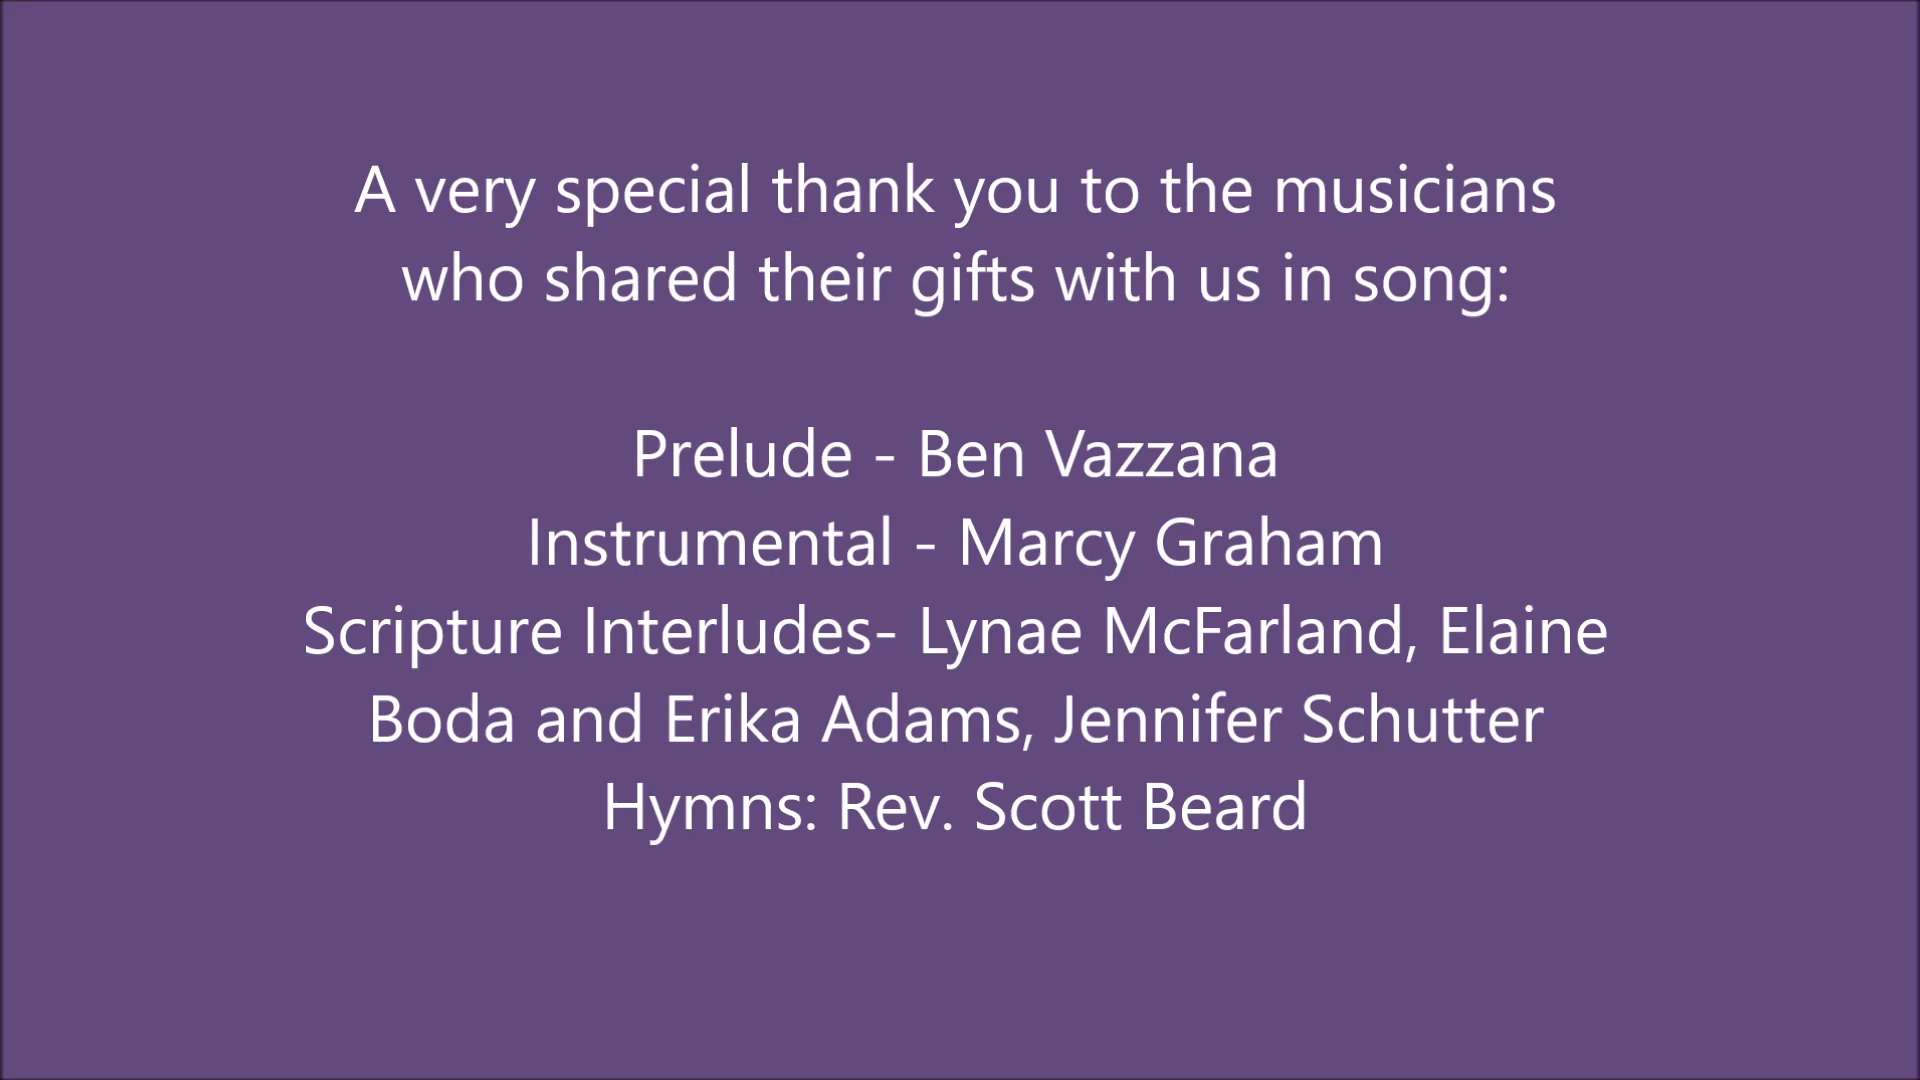 A very special thank you to the musicians
who shared their gifts with us in song:
Prelude - Ben Vazzana
Instrumental - Marcy Graham
Scripture Interludes- Lynae McFarland, Elaine
Boda and Erika Adams, Jennifer Schutter
Hymns: Rev. Scott Beard